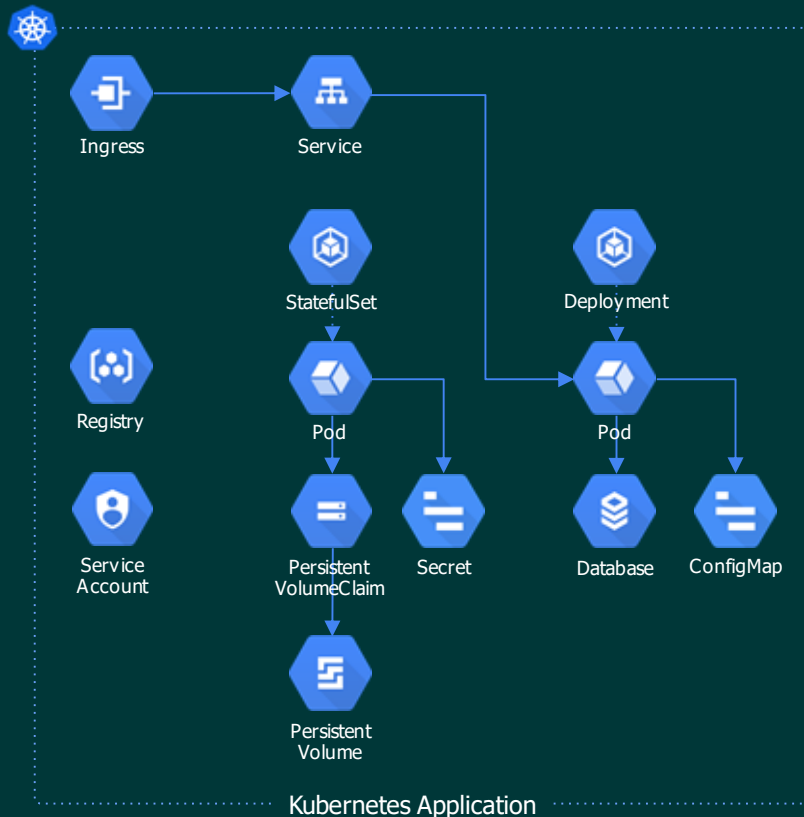 Ingress
Service
StatefulSet
Deployment
Registry
Pod
Pod
Service
Account
Persistent
VolumeClaim
Secret
Database
ConfigMap
Persistent
Volume
Kubernetes Application